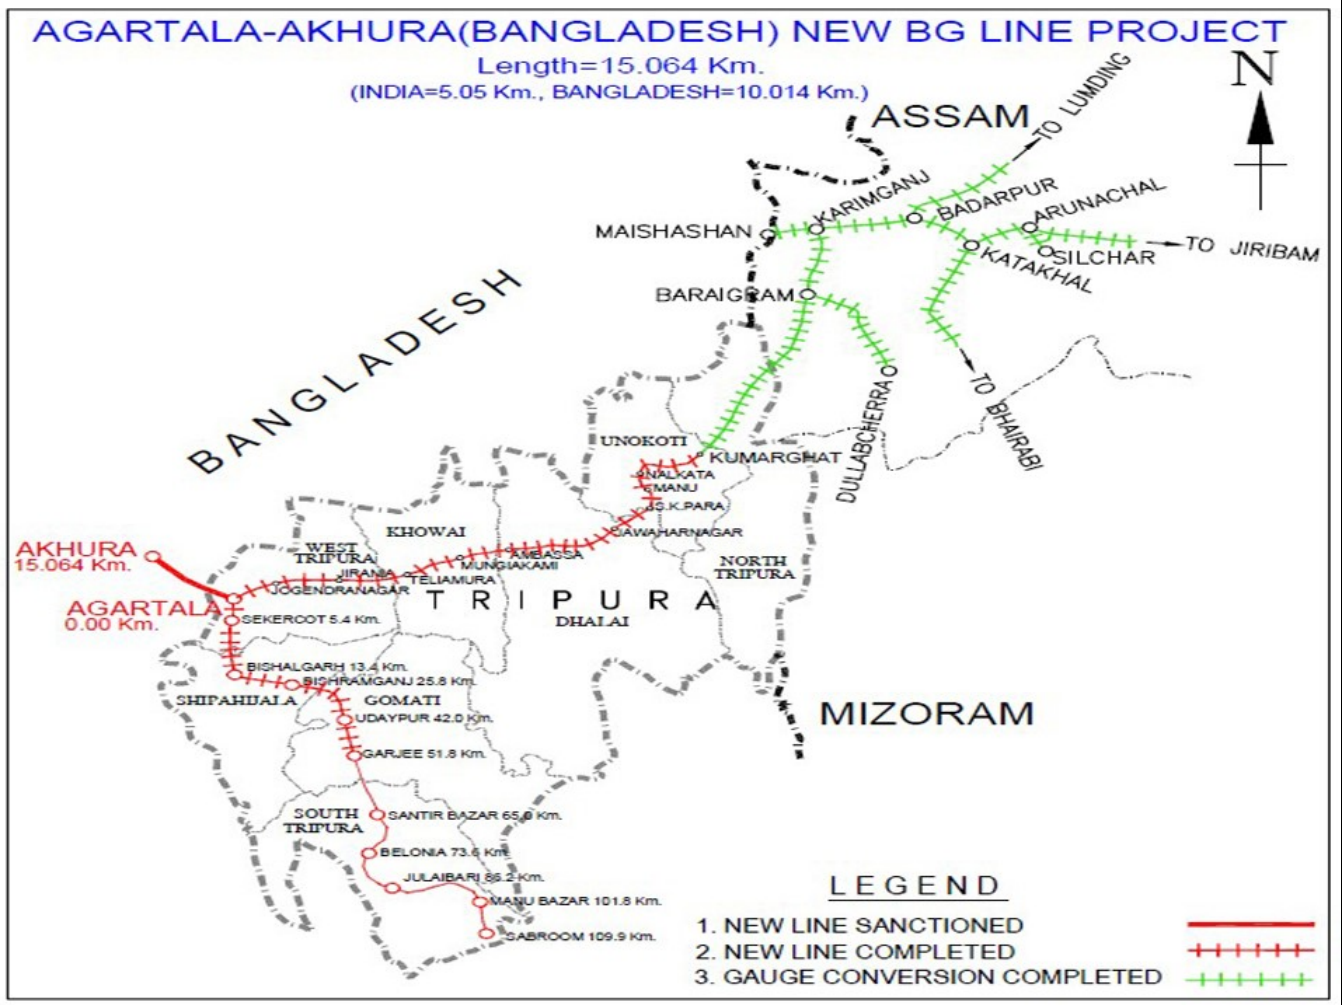 AGARTALA-AKHURA(BANGLADESH) NEW BG LINE PROJECT
Length=15.064 Km.
(INDIA=5.05 Km., BANGLADESH=10.014 Km.)
N
ASSAM
TO LUMDING
KARIMGANJ
BADARPUR
ARUNACHAL
MAISHASHAN
TO JIRIBAM
SILCHAR
KATAKHAL
BARAIGRAM
BANGLADESH
DULLABCHERRA
TO BHAIRABI
UNOKOTI
KUMARGHAT
NALKATA
MANU
S.K.PARA
JAWAHARNAGAR
KHOWAI
WEST
TRIPURA
AKHURA
15.064 Km.
AMBASSA
MUNGIAKAMI
NORTH
TRIPURA
JIRANIA
TELIAMURA
JOGENDRANAGAR
TRIPURA
AGARTALA
0.00 Km.
DHALAI
SEKERCOT 5.4 Km.
BISHALGARH 13.4 Km.
BISHRAMGANJ 25.8 Km.
SHIPAHIJALA
GOMATI
UDAYPUR 42.0 Km.
MIZORAM
GARJEE 51.8 Km.
SOUTH
TRIPURA
SANTIR BAZAR 65.0 Km.
BELONIA 73.6 Km.
JULAIBARI 86.2 Km.
MANU BAZAR 101.8 Km.
SABROOM 109.9 Km.
LEGEND
1. NEW LINE SANCTIONED
2. NEW LINE COMPLETED
3. GAUGE CONVERSION COMPLETED